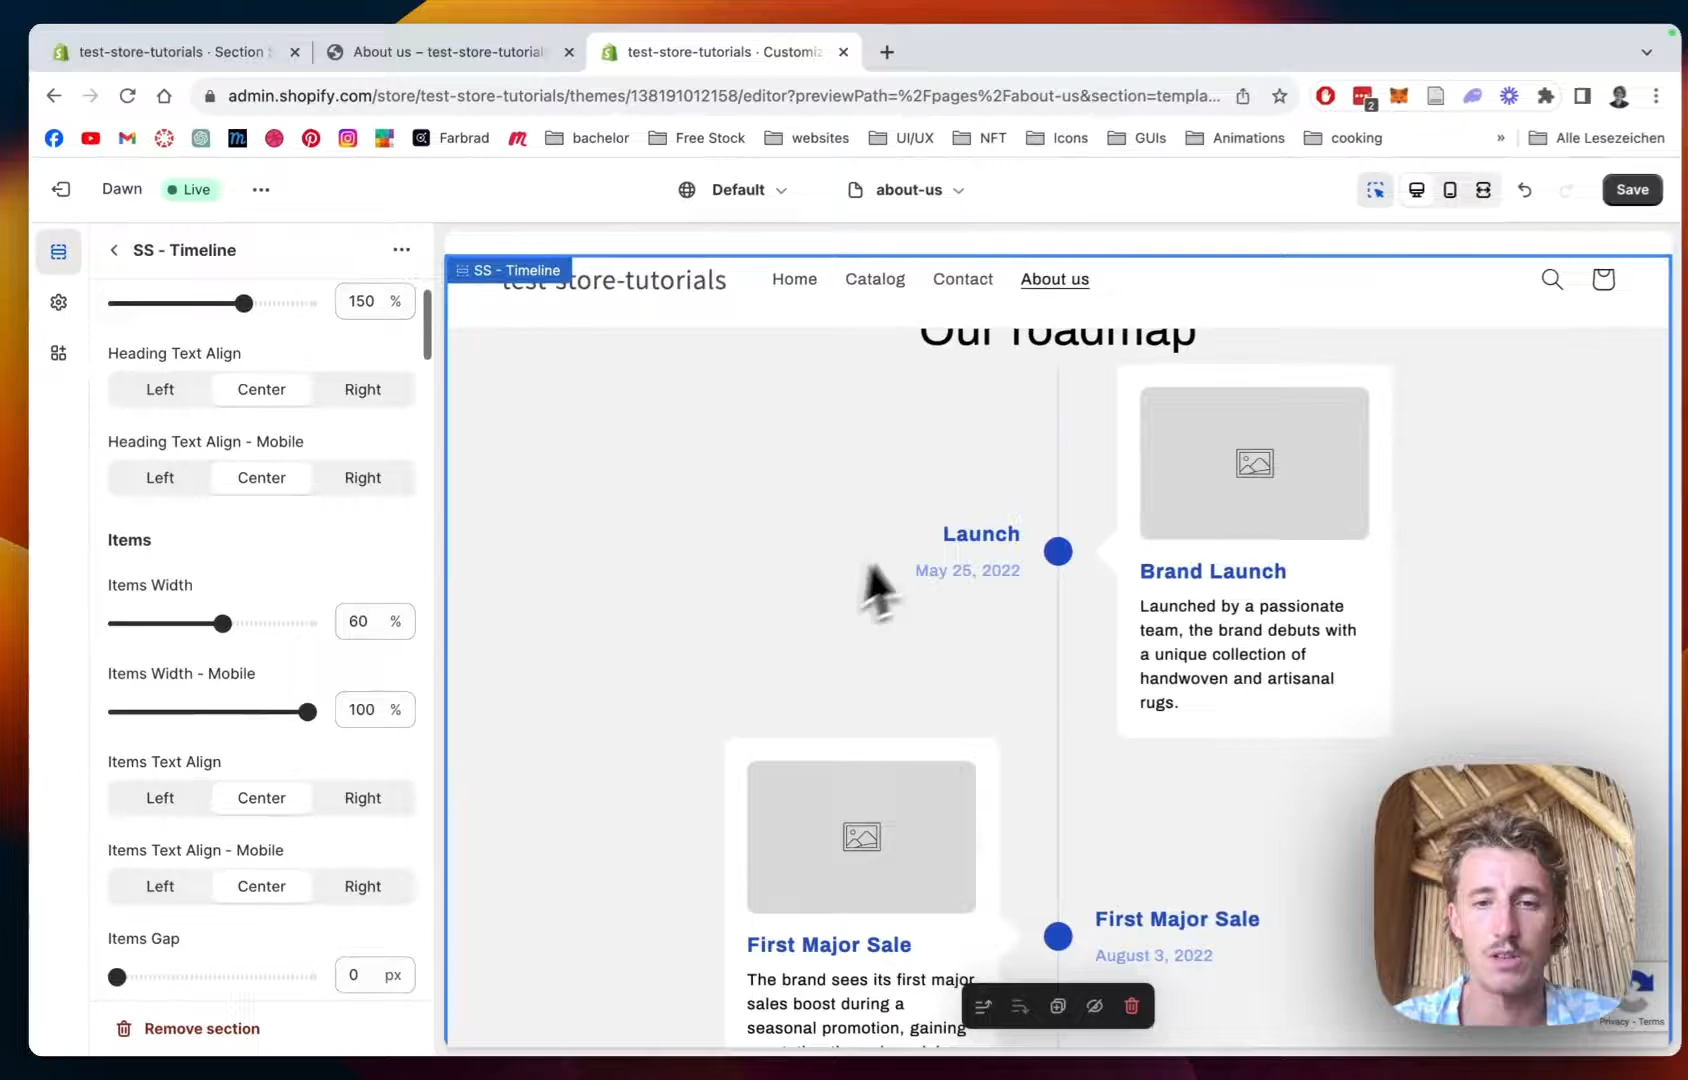 test-store-tutorials · Section
About us – test-store-tutorial
test-store-tutorials · Customiz
admin.shopify.com/store/test-store-tutorials/themes/138191012158/editor?previewPath=%2Fpages%2Fabout-us&section=templa...
2
Farbrad
bachelor
Free Stock
websites
UI/UX
NFT
Icons
GUIs
Animations
cooking
»
Alle Lesezeichen
Dawn
Live
Default
about-us
Save
SS - Timeline
150 %
Heading Text Align
Left Center Right
Heading Text Align - Mobile
Left Center Right
Items
Items Width
60 %
Items Width - Mobile
100 %
Items Text Align
Left Center Right
Items Text Align - Mobile
Left Center Right
Items Gap
0 px
Remove section
SS - Timeline
test-store-tutorials
Home
Catalog
Contact
About us
Our roadmap
Launch
May 25, 2022
Brand Launch
Launched by a passionate
team, the brand debuts with
a unique collection of
handwoven and artisanal
rugs.
First Major Sale
The brand sees its first major
sales boost during a
seasonal promotion, gaining
First Major Sale
August 3, 2022
Privacy - Terms